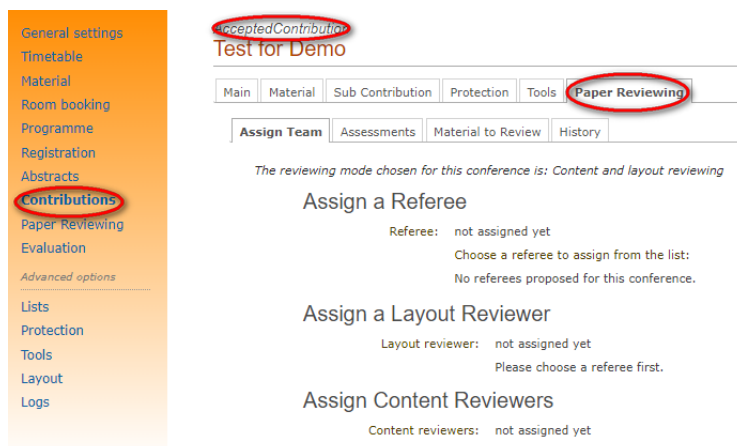 General settings
Timetable
Material
Room booking
Programme
Registration
Abstracts
Contributions
Paper Reviewing
Evaluation
Advanced options
Lists
Protection
Tools
Layout
Logs
AcceptedContribution
Test for Demo
Main Material Sub Contribution Protection Tools Paper Reviewing
Assign Team Assessments Material to Review History
The reviewing mode chosen for this conference is: Content and layout reviewing
Assign a Referee
Referee: not assigned yet
Choose a referee to assign from the list:
No referees proposed for this conference.
Assign a Layout Reviewer
Layout reviewer: not assigned yet
Please choose a referee first.
Assign Content Reviewers
Content reviewers: not assigned yet